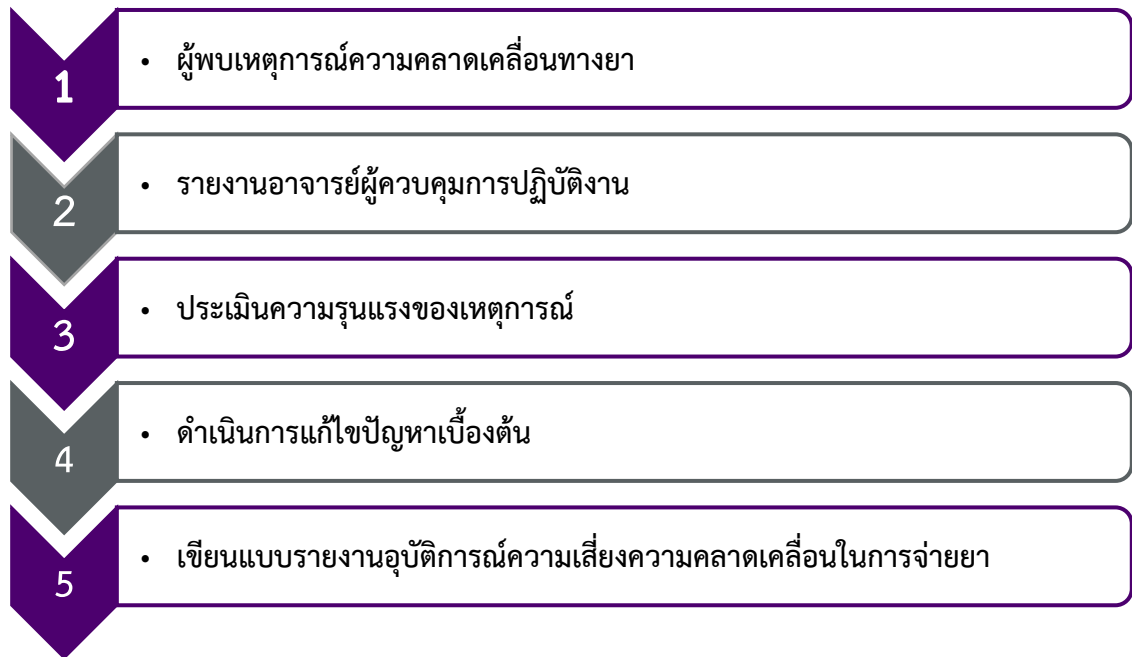 1
• ผู้พบเหตุการณ์ความคลาดเคลื่อนทางยา
2
• รายงานอาจารย์ผู้ควบคุมการปฏิบัติงาน
3
• ประเมินความรุนแรงของเหตุการณ์
4
• ดำเนินการแก้ไขปัญหาเบื้องต้น
5
• เขียนแบบรายงานอุบัติการณ์ความเสี่ยงความคลาดเคลื่อนในการจ่ายยา